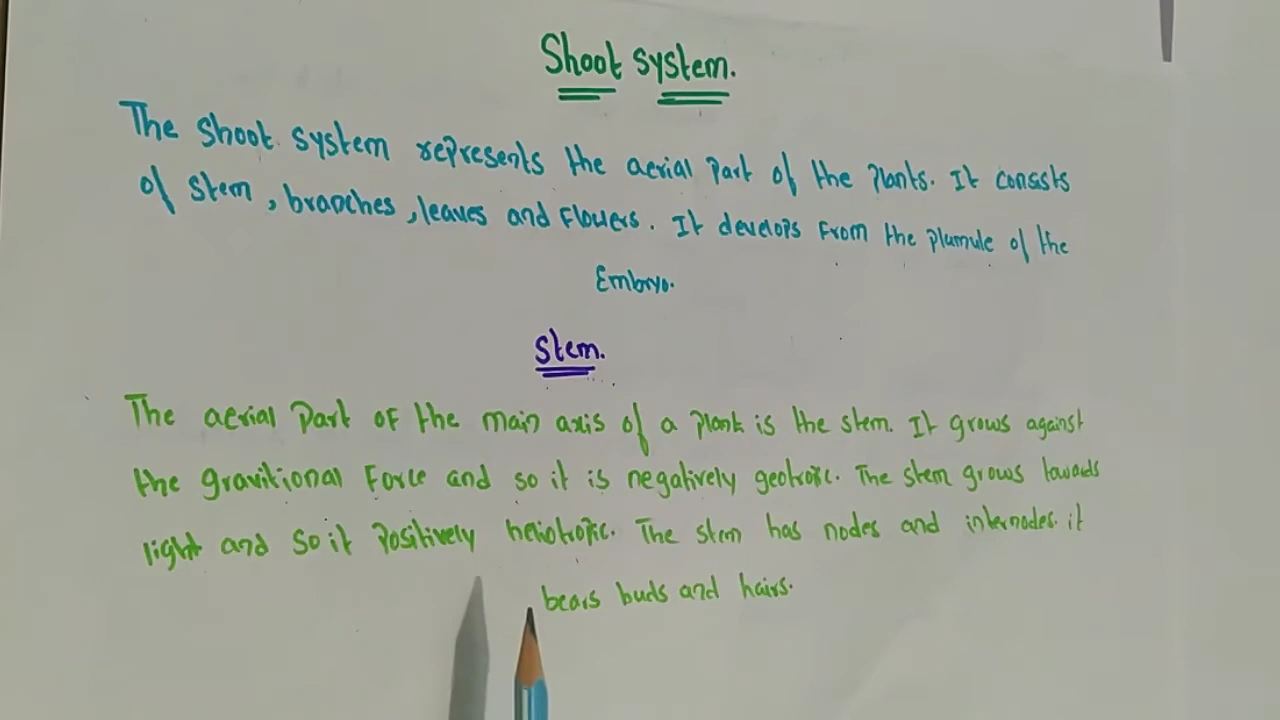 Shoot system.
The shoot system represents the aerial part of the plants. It consists
of stem, branches, leaves and flowers. It develops from the plumule of the
Embryo.
Stem.
The aerial part of the main axis of a plant is the stem. It grows against
the gravitional force and so it is negatively geotropic. The stem grows towards
light and so it positively heliotropic. The stem has nodes and internodes. it
bears buds and hairs.